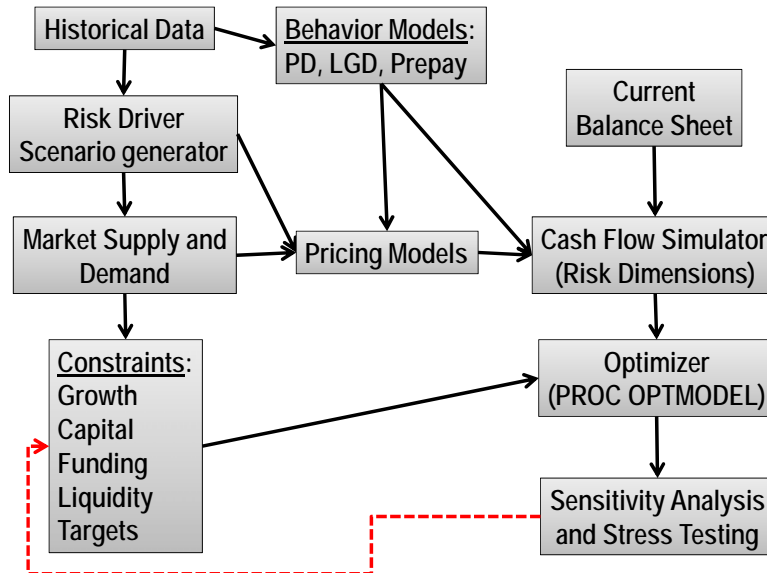 Historical Data
Behavior Models:
PD, LGD, Prepay
Current
Balance Sheet
Risk Driver
Scenario generator
Market Supply and
Demand
Pricing Models
Cash Flow Simulator
(Risk Dimensions)
Constraints:
Growth
Capital
Funding
Liquidity
Targets
Optimizer
(PROC OPTMODEL)
Sensitivity Analysis
and Stress Testing